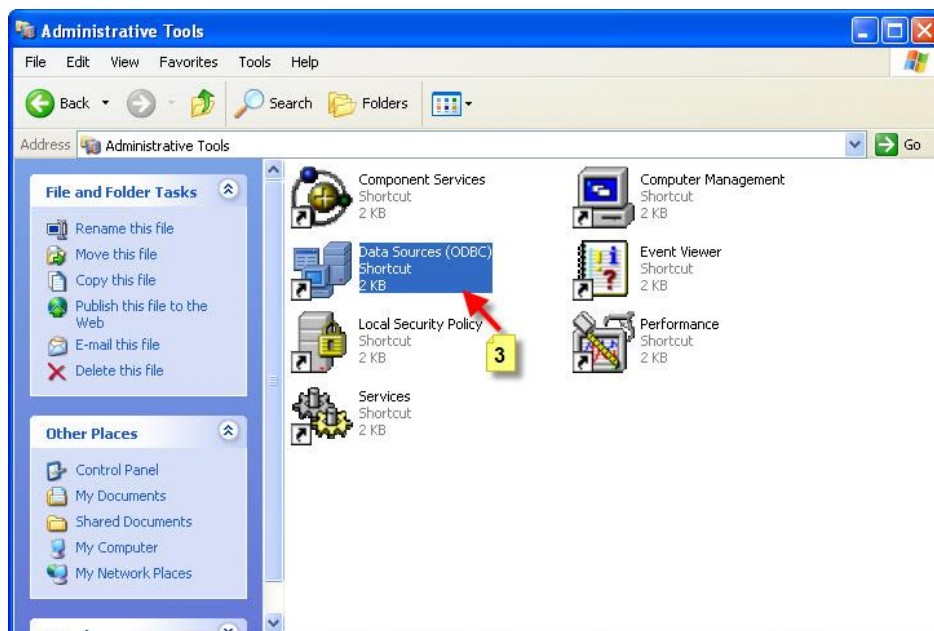 Administrative Tools
File Edit View Favorites Tools Help
Back Search Folders
Address Administrative Tools Go
File and Folder Tasks
Rename this file
Move this file
Copy this file
Publish this file to the
Web
E-mail this file
Delete this file
Other Places
Control Panel
My Documents
Shared Documents
My Computer
My Network Places
Component Services
Shortcut
2 KB
Computer Management
Shortcut
2 KB
Data Sources (ODBC)
Shortcut
2 KB
Event Viewer
Shortcut
2 KB
Local Security Policy
Shortcut
2 KB
3
Performance
Shortcut
2 KB
Services
Shortcut
2 KB